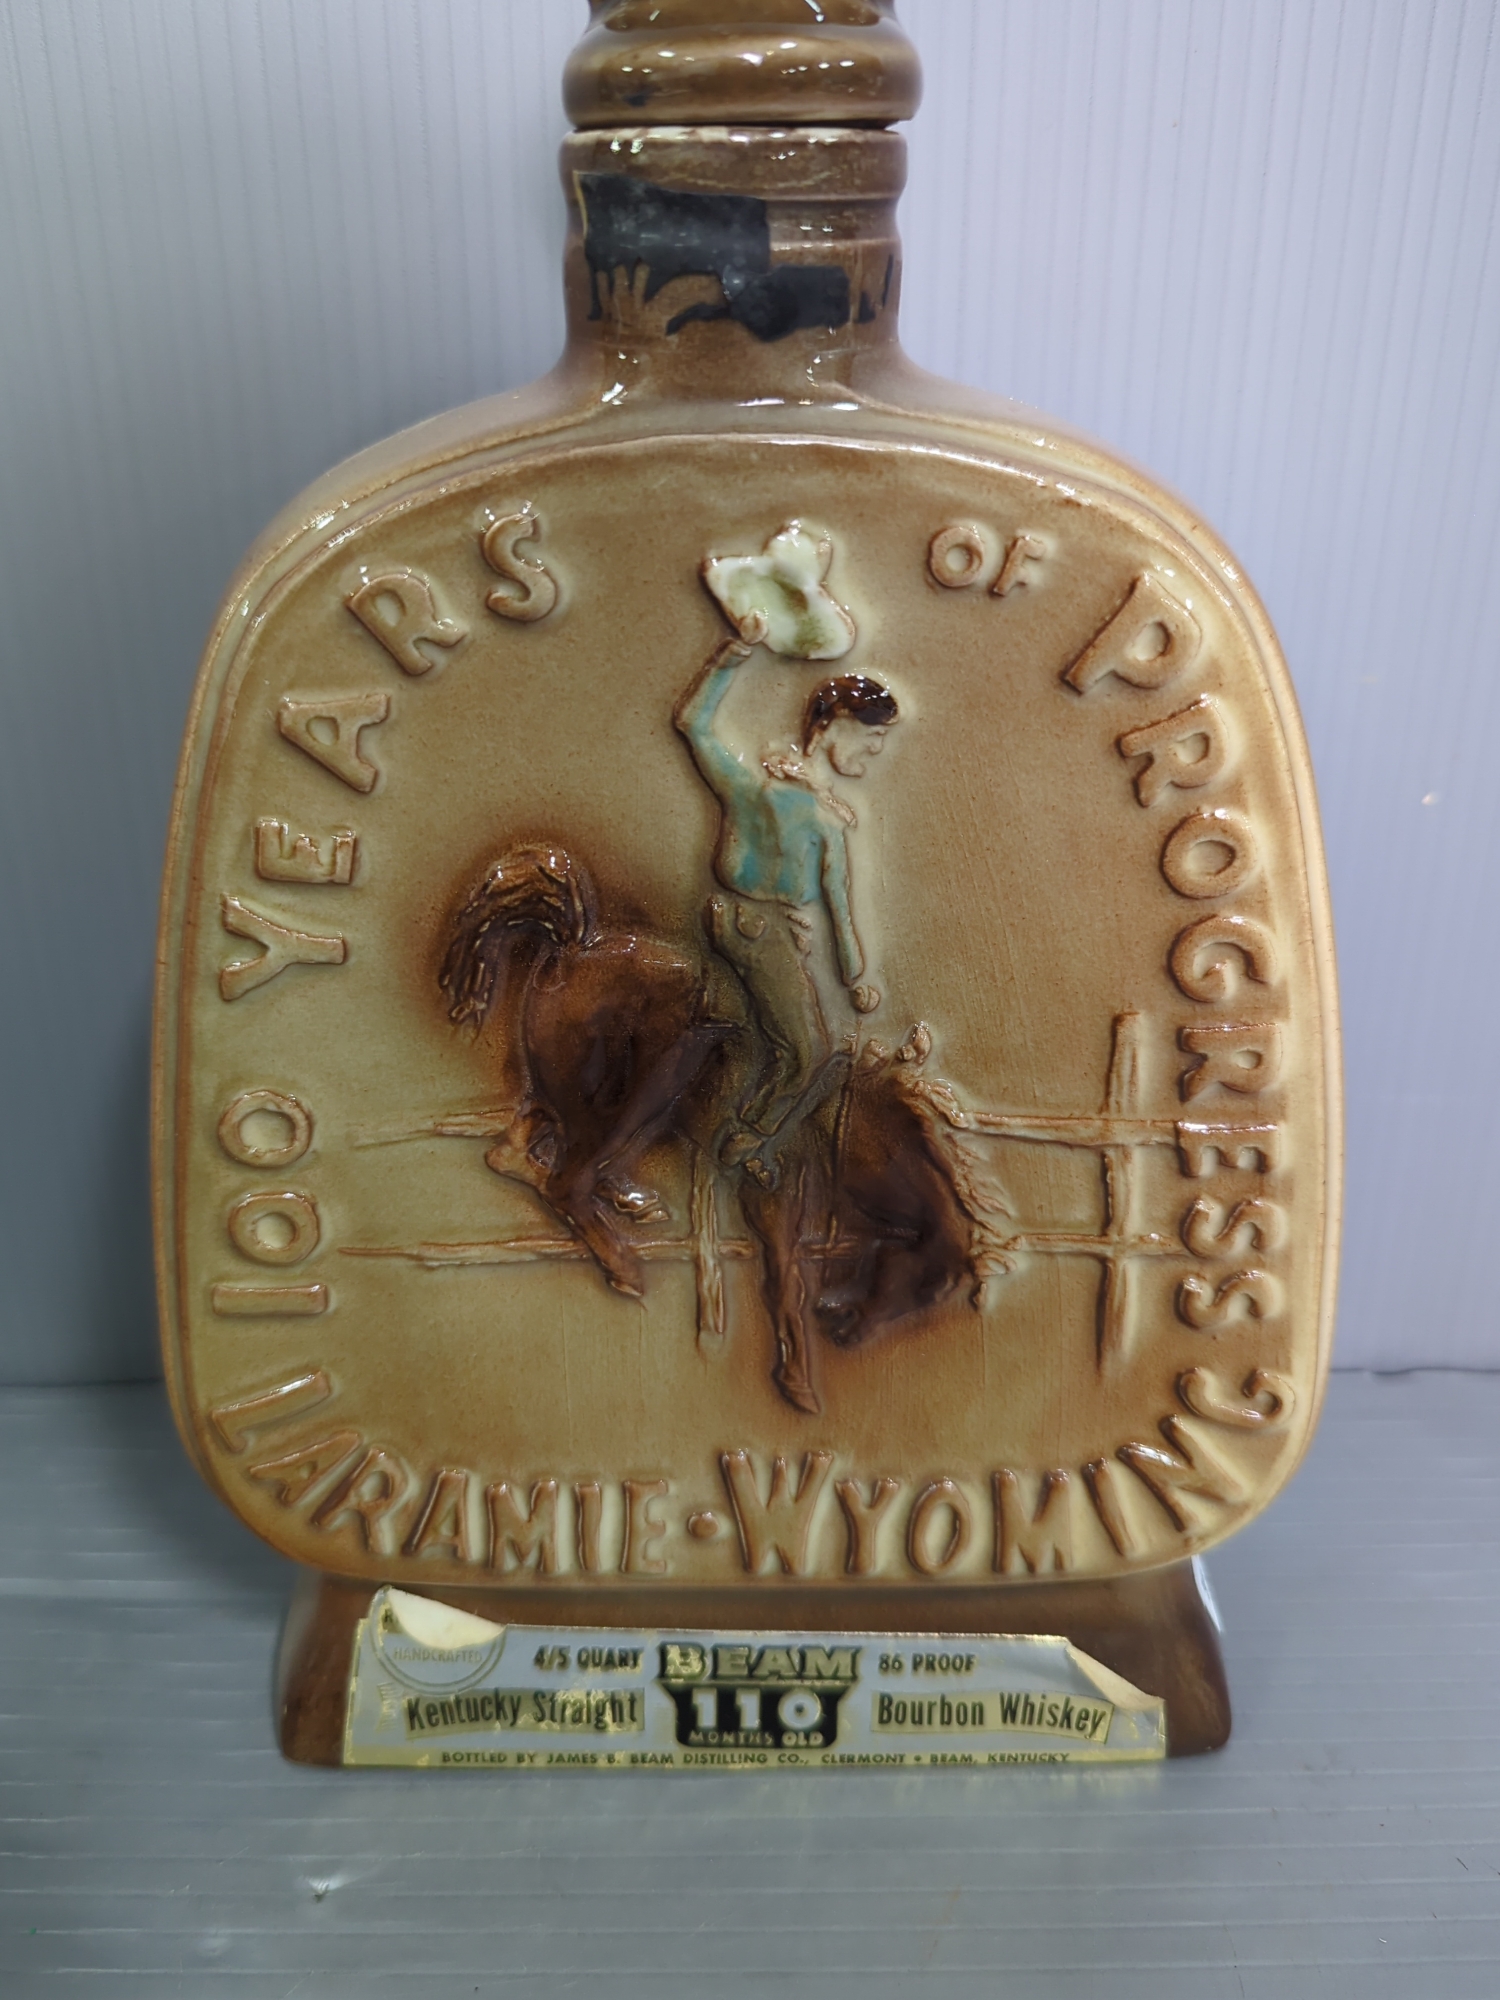 100 YEARS OF PROGRESS
LARAMIE • WYOMING
HANDCRAFTED
4/5 QUART BEAM 86 PROOF
Kentucky Straight 110 Bourbon Whiskey
MONTHS OLD
BOTTLED BY JAMES B. BEAM DISTILLING CO., CLERMONT • BEAM, KENTUCKY